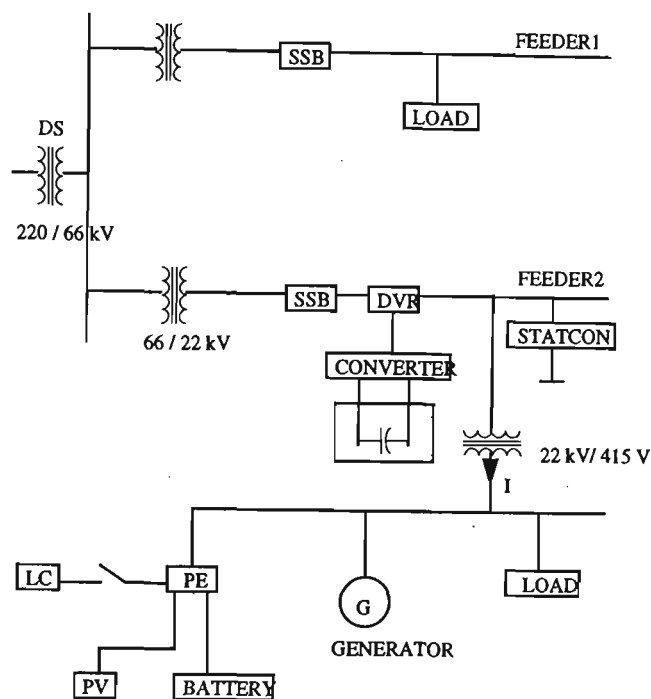 FEEDER1
SSB
LOAD
DS
220 / 66 kV
FEEDER2
SSB
DVR
66 / 22 kV
STATCON
CONVERTER
22 kV/ 415 V
I
LC
PE
LOAD
G
GENERATOR
PV
BATTERY